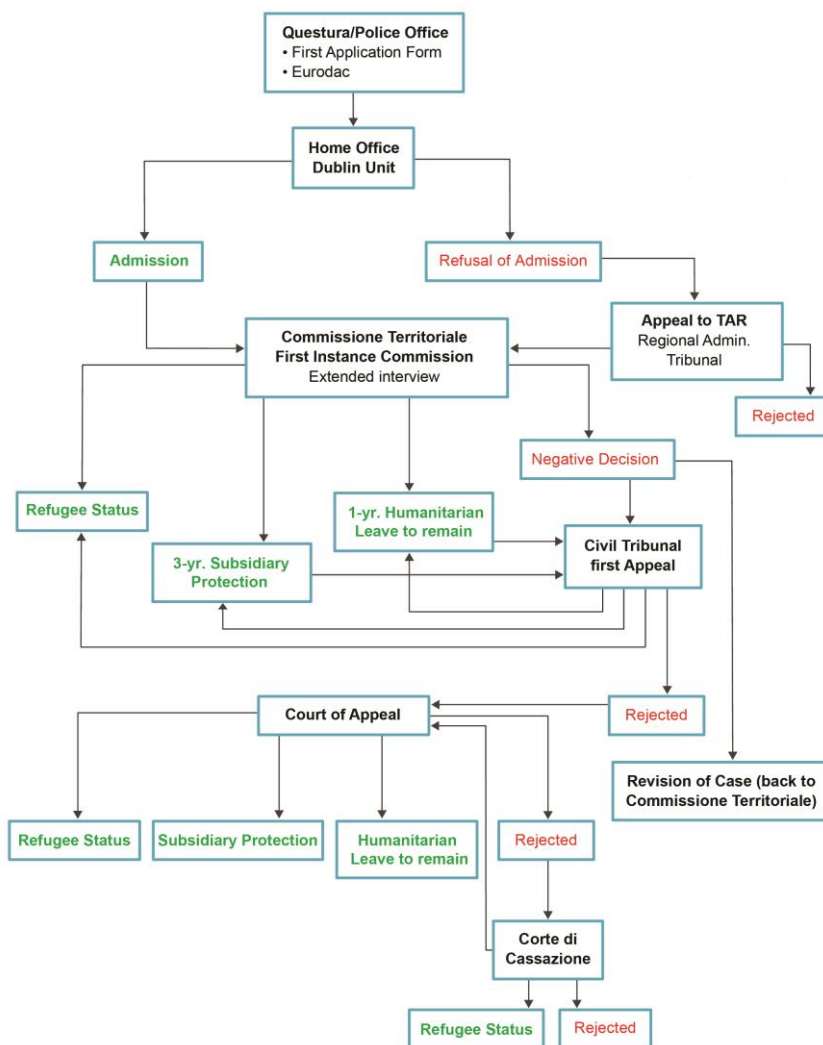 Questura/Police Office
• First Application Form
• Eurodac
Home Office
Dublin Unit
Admission
Refusal of Admission
Commissione Territoriale
First Instance Commission
Extended interview
Appeal to TAR
Regional Admin.
Tribunal
Rejected
Negative Decision
Refugee Status
1-yr. Humanitarian
Leave to remain
3-yr. Subsidiary
Protection
Civil Tribunal
first Appeal
Court of Appeal
Rejected
Revision of Case (back to
Commissione Territoriale)
Refugee Status
Subsidiary Protection
Humanitarian
Leave to remain
Rejected
Corte di
Cassazione
Refugee Status
Rejected